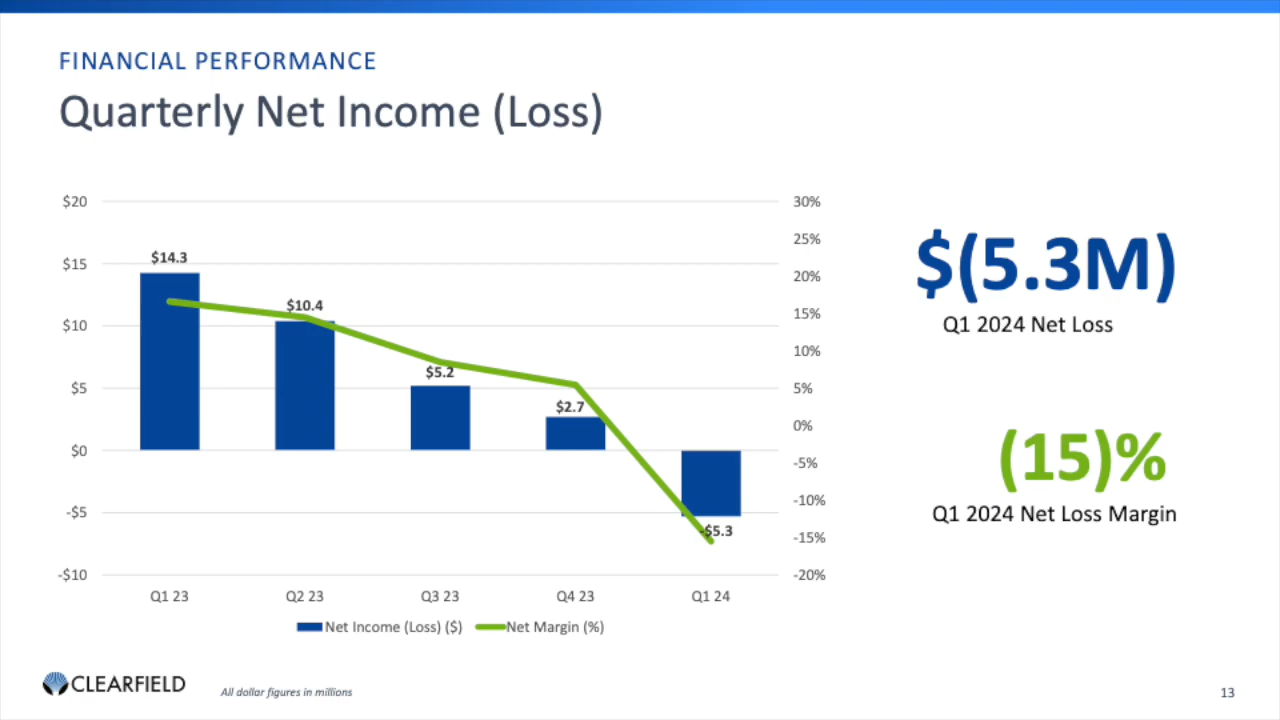 FINANCIAL PERFORMANCE
Quarterly Net Income (Loss)
$20
$15
$10
$5
$0
-$5
-$10
$14.3
$10.4
$5.2
$2.7
-$5.3
30%
25%
20%
15%
10%
5%
0%
-5%
-10%
-15%
-20%
Q1 23
Q2 23
Q3 23
Q4 23
Q1 24
Net Income (Loss) ($)
Net Margin (%)
$(5.3M)
Q1 2024 Net Loss
(15)%
Q1 2024 Net Loss Margin
CLEARFIELD
All dollar figures in millions
13